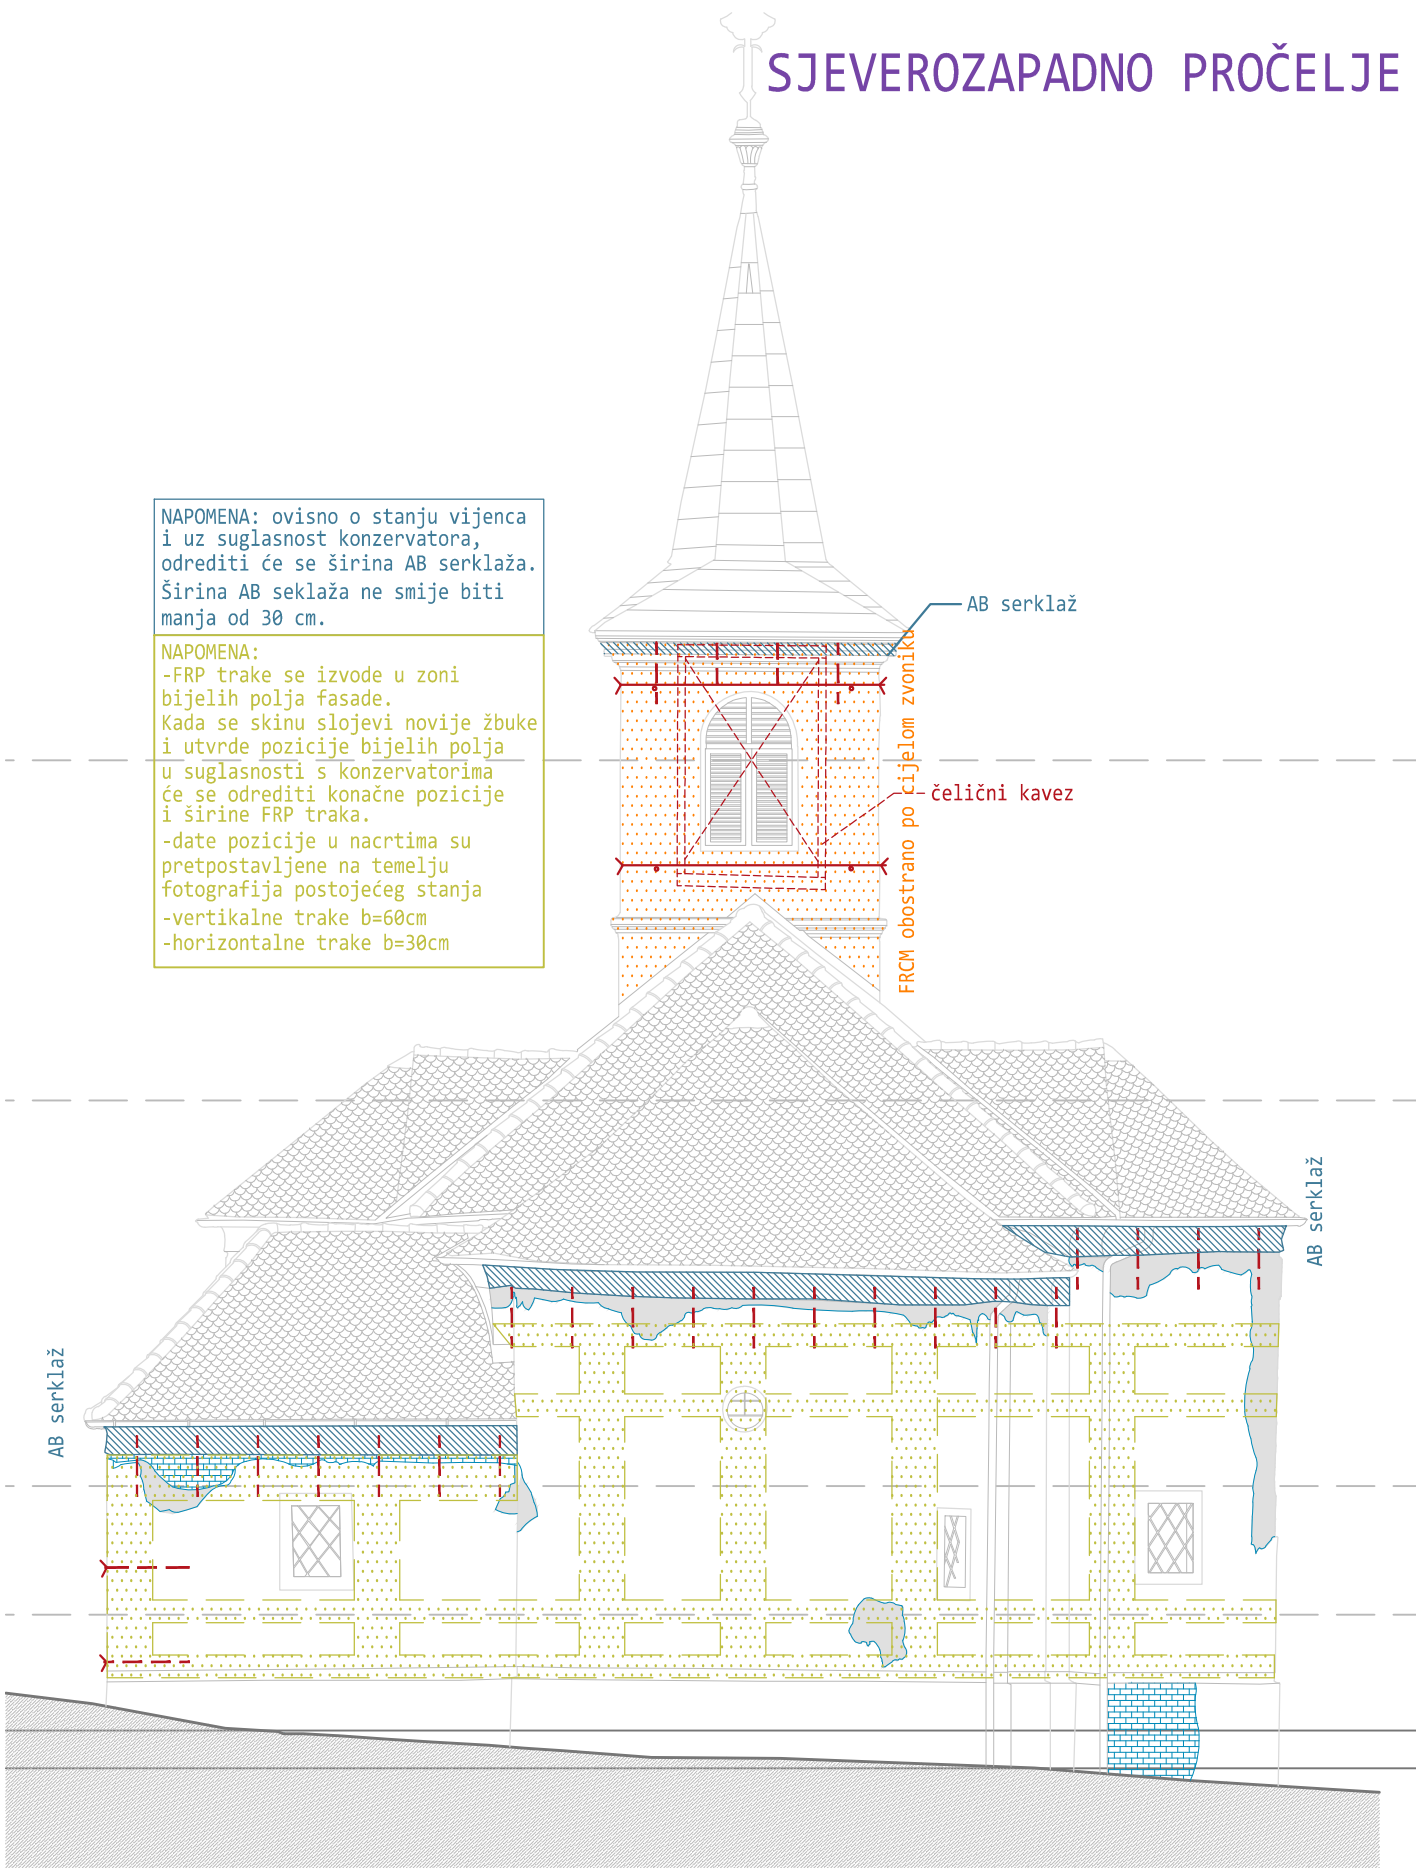 SJEVEROZAPADNO PROČELJE
NAPOMENA: ovisno o stanju vijenca
i uz suglasnost konzervatora,
odrediti će se širina AB serklaža.
Širina AB seklaža ne smije biti
manja od 30 cm.
NAPOMENA:
-FRP trake se izvode u zoni
bijelih polja fasade.
Kada se skinu slojevi novije žbuke
i utvrde pozicije bijelih polja
u suglasnosti s konzervatorima
će se odrediti konačne pozicije
i širine FRP traka.
-date pozicije u nacrtima su
pretpostavljene na temelju
fotografija postojećeg stanja
-vertikalne trake b=60cm
-horizontalne trake b=30cm
AB serklaž
čelični kavez
FRCM obostrano po cijelom zvoniku
AB serklaž
AB serklaž